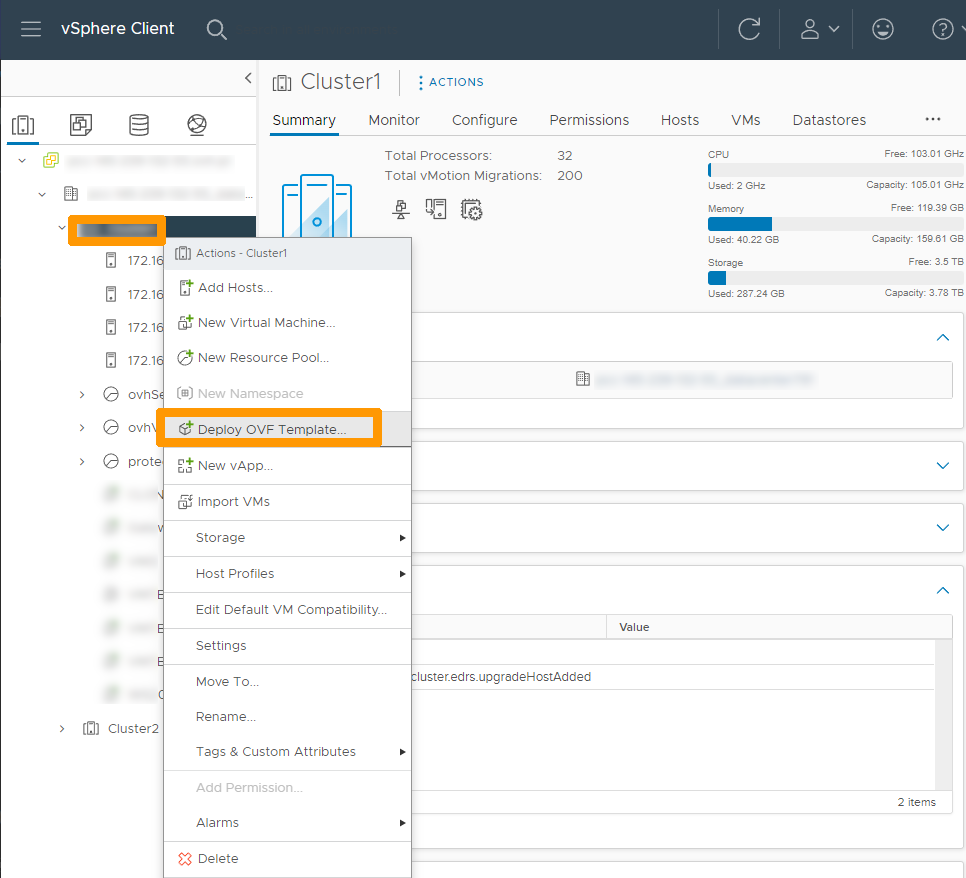 vSphere Client
Cluster1
ACTIONS
Summary Monitor Configure Permissions Hosts VMs Datastores ...
Total Processors: 32
Total vMotion Migrations: 200
CPU Free: 103.01 GHz
Used: 2 GHz Capacity: 105.01 GHz
Memory Free: 119.39 GB
Used: 40.22 GB Capacity: 159.61 GB
Storage Free: 3.5 TB
Used: 287.24 GB Capacity: 3.78 TB
172.16
172.16
172.16
172.16
ovhSe
ovhV
prote
Cluster2
Actions - Cluster1
Add Hosts...
New Virtual Machine...
New Resource Pool...
New Namespace
Deploy OVF Template...
New vApp...
Import VMs
Storage
Host Profiles
Edit Default VM Compatibility...
Settings
Move To...
Rename...
Tags & Custom Attributes
Add Permission...
Alarms
Delete
Value
cluster.edrs.upgradeHostAdded
2 items